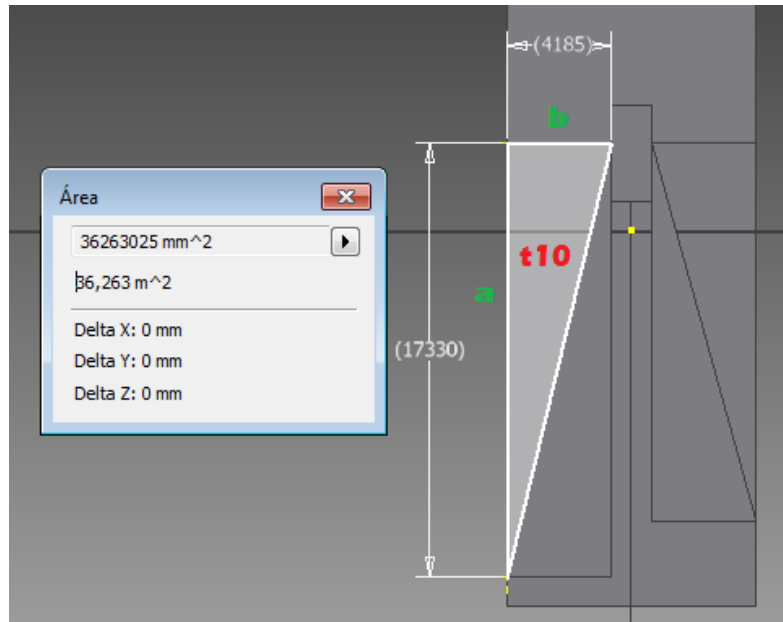 (4185)
b
Área
36263025 mm^2
36,263 m^2
t10
a
Delta X: 0 mm
Delta Y: 0 mm
(17330)
Delta Z: 0 mm